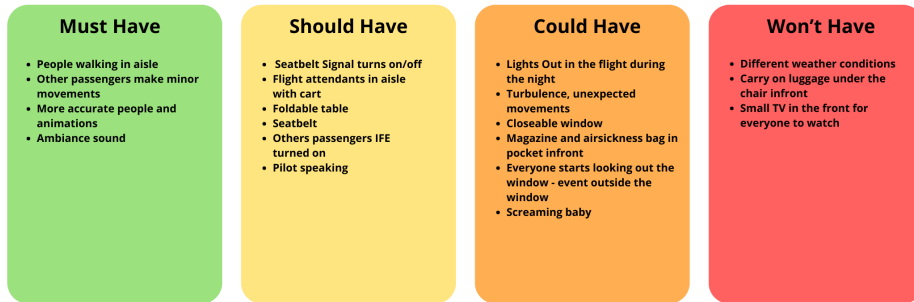 Must Have
• People walking in aisle
• Other passengers make minor
movements
• More accurate people and
animations
• Ambiance sound
Should Have
• Seatbelt Signal turns on/off
• Flight attendants in aisle
with cart
• Foldable table
• Seatbelt
• Others passengers IFE
turned on
• Pilot speaking
Could Have
• Lights Out in the flight during
the night
• Turbulence, unexpected
movements
• Closeable window
• Magazine and airsickness bag in
pocket infront
• Everyone starts looking out the
window - event outside the
window
• Screaming baby
Won’t Have
• Different weather conditions
• Carry on luggage under the
chair infront
• Small TV in the front for
everyone to watch